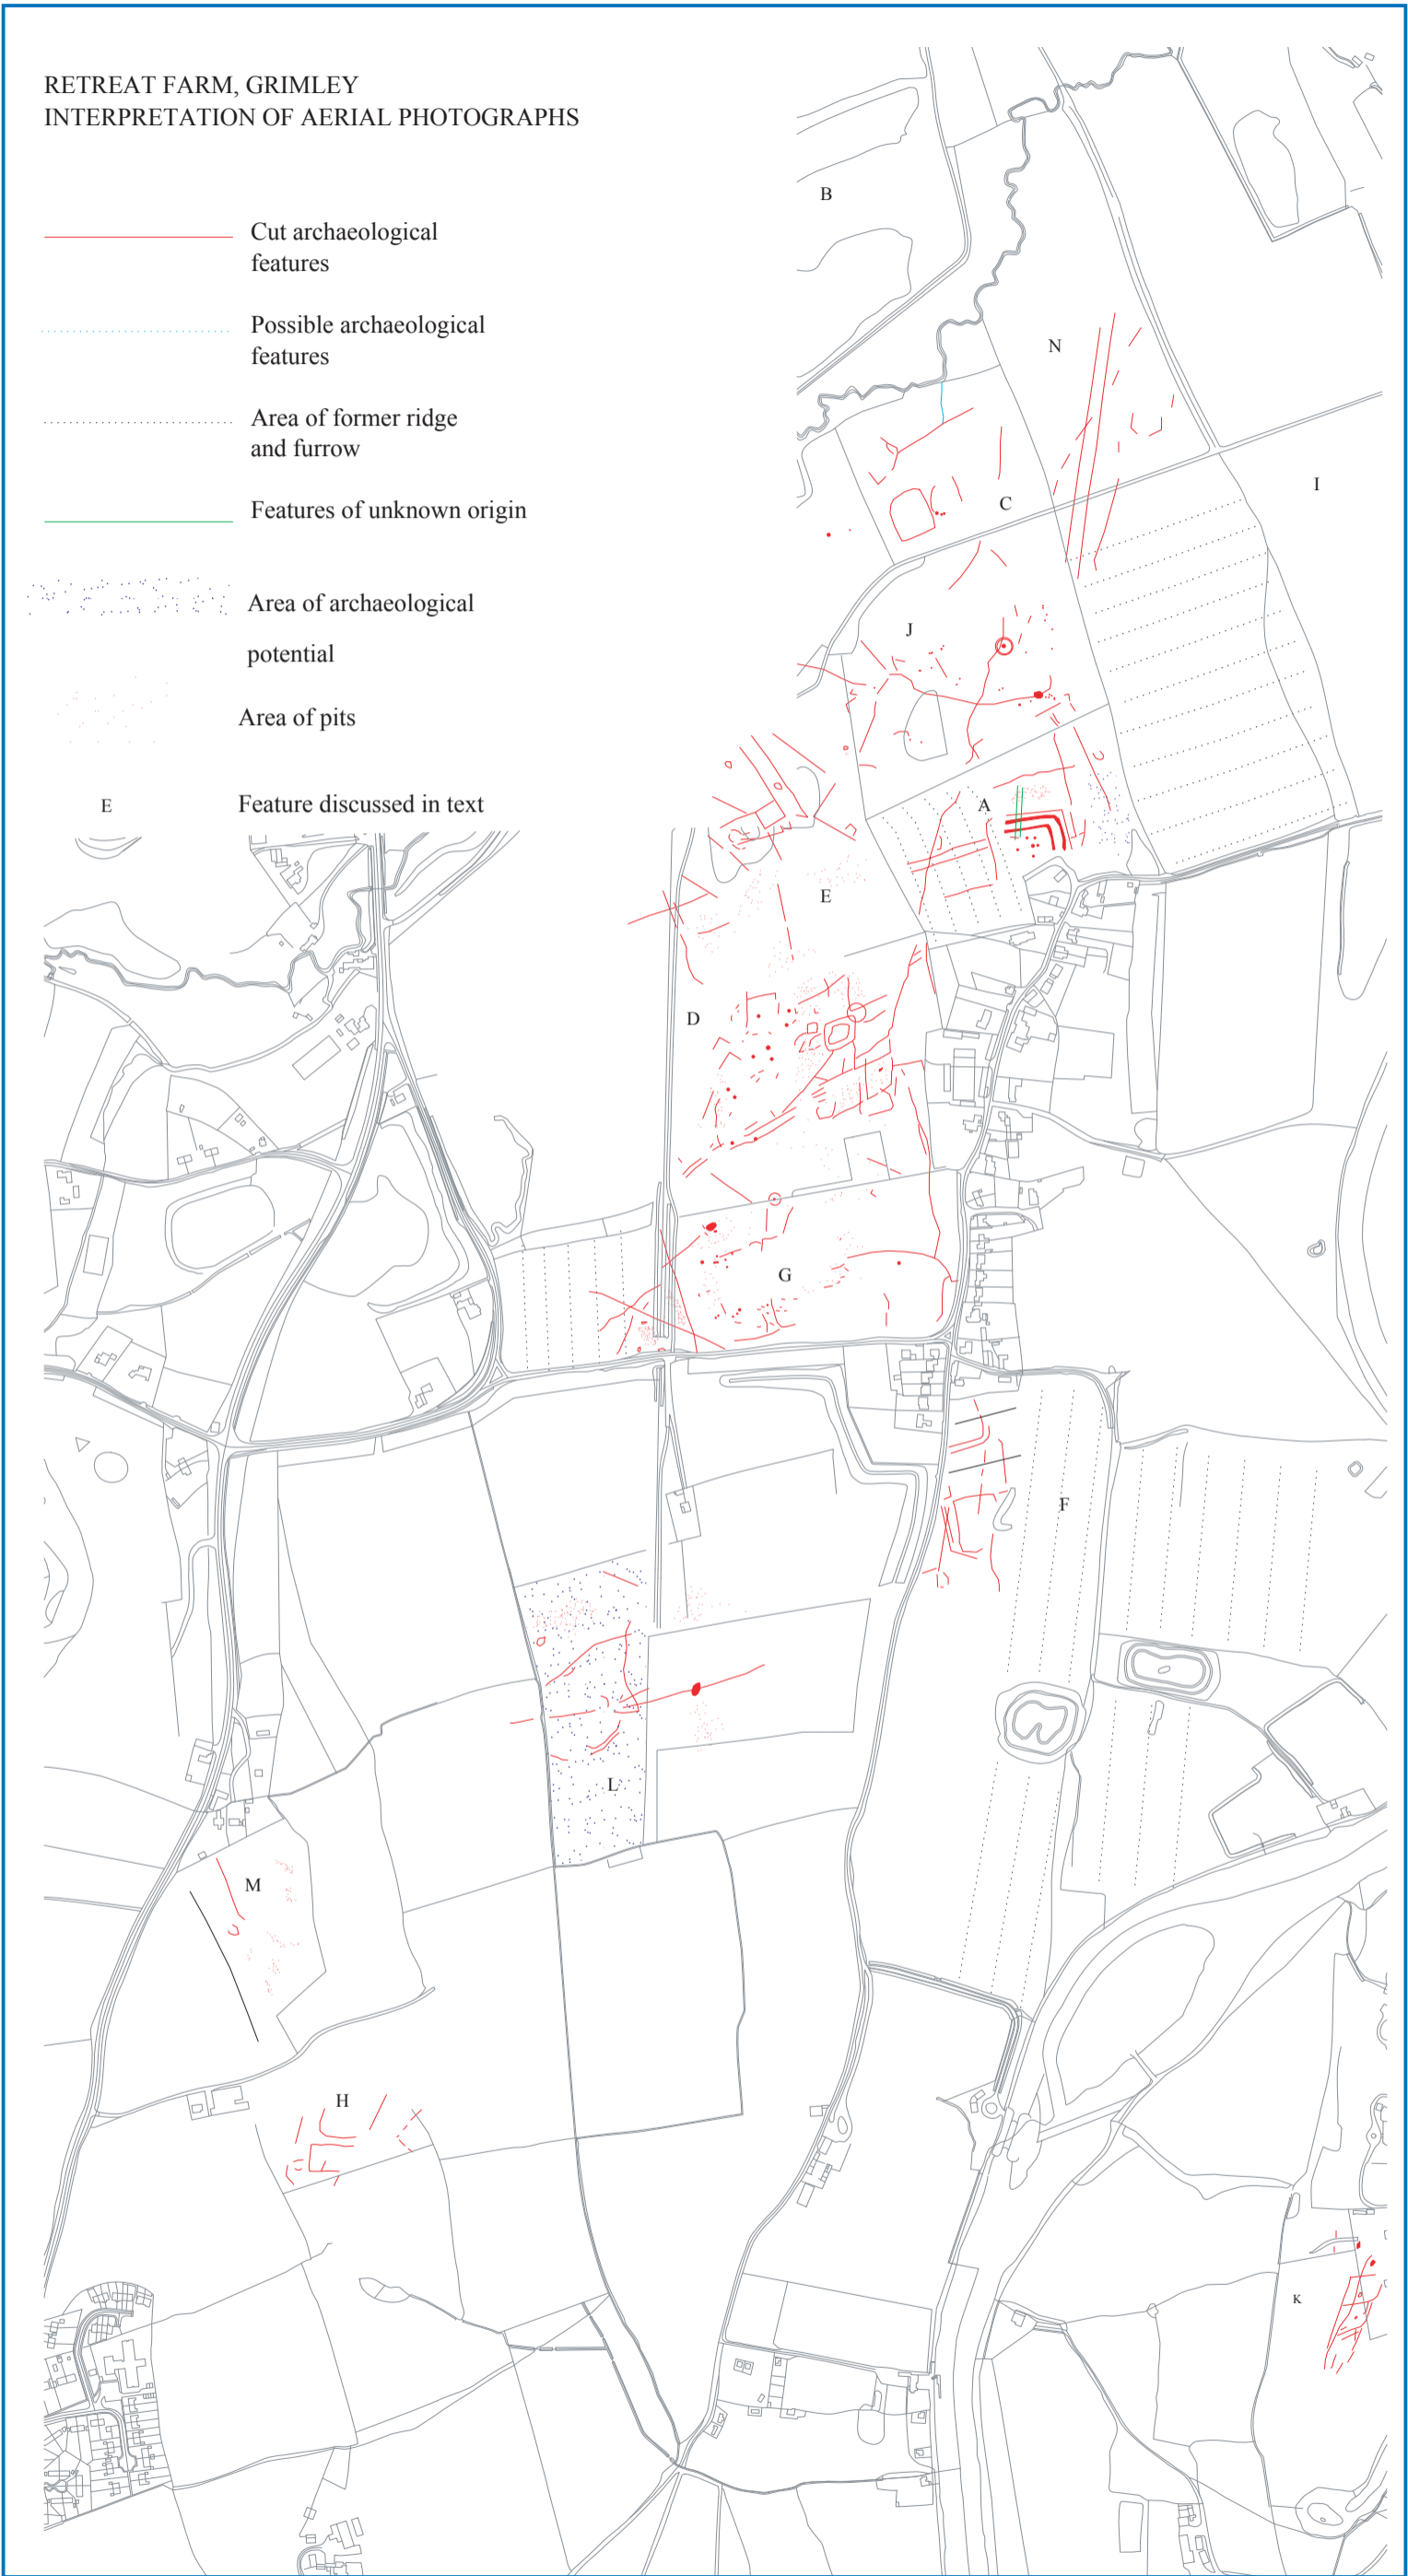 RETREAT FARM, GRIMLEY
INTERPRETATION OF AERIAL PHOTOGRAPHS
Cut archaeological
features
Possible archaeological
features
Area of former ridge
and furrow
Features of unknown origin
Area of archaeological
potential
Area of pits
E
Feature discussed in text
B
N
I
C
J
A
E
D
G
F
L
M
H
K